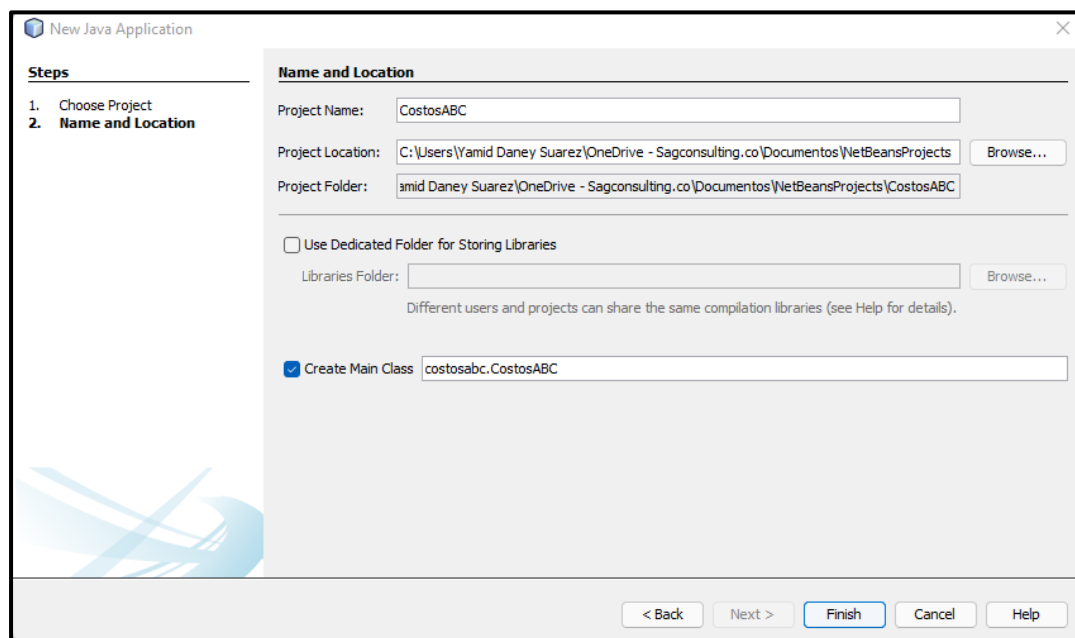 New Java Application
Steps
1. Choose Project
2. Name and Location
Name and Location
Project Name: CostosABC
Project Location: C:\Users\Yamid Daney Suarez\OneDrive - Sagconsulting.co\Documentos\NetBeansProjects Browse...
Project Folder: amid Daney Suarez\OneDrive - Sagconsulting.co\Documentos\NetBeansProjects\CostosABC
Use Dedicated Folder for Storing Libraries
Libraries Folder: Browse...
Different users and projects can share the same compilation libraries (see Help for details).
Create Main Class costosabc.CostosABC
< Back Next > Finish Cancel Help